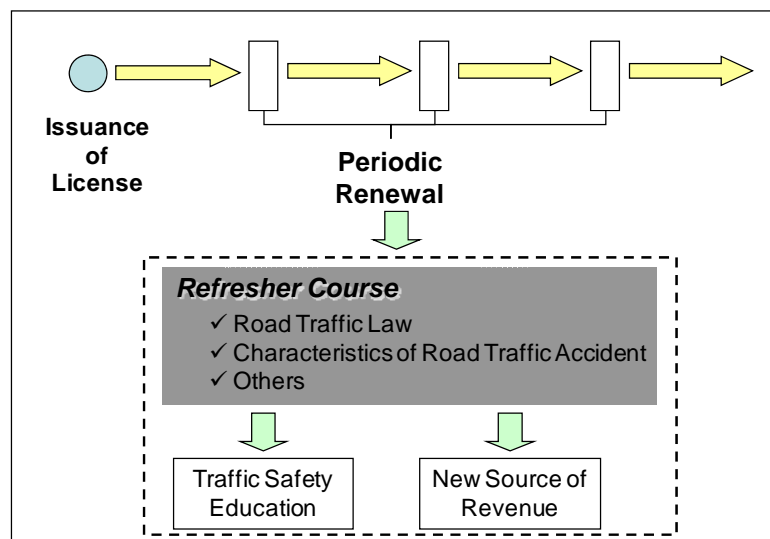 Issuance
of
License
Periodic
Renewal
Refresher Course
✓ Road Traffic Law
✓ Characteristics of Road Traffic Accident
✓ Others
Traffic Safety
Education
New Source of
Revenue